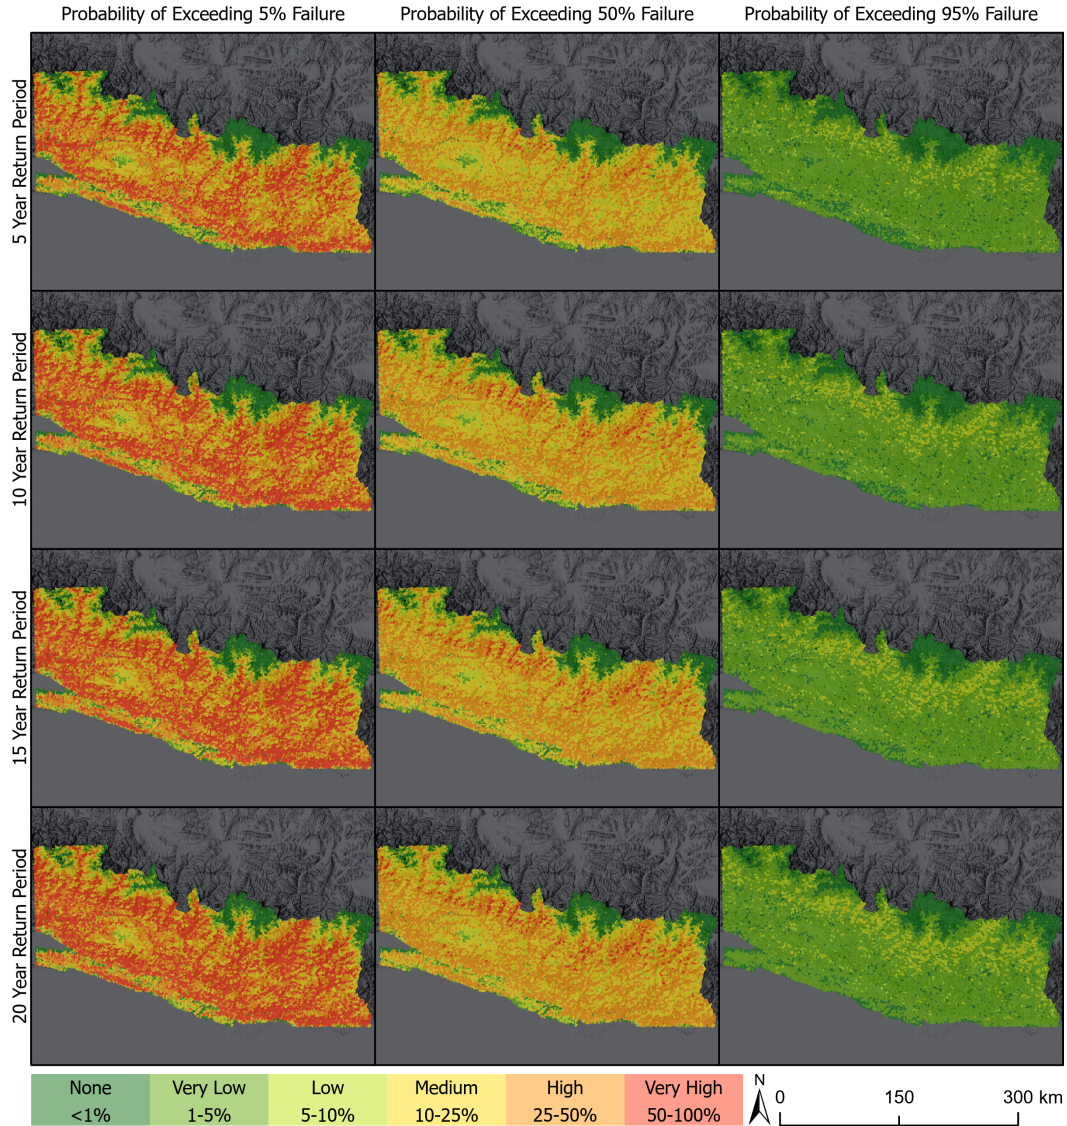 Probability of Exceeding 5% Failure
Probability of Exceeding 50% Failure
Probability of Exceeding 95% Failure
5 Year Return Period
10 Year Return Period
15 Year Return Period
20 Year Return Period
None
Very Low
Low
Medium
High
Very High
<1%
1-5%
5-10%
10-25%
25-50%
50-100%
N
0
150
300 km